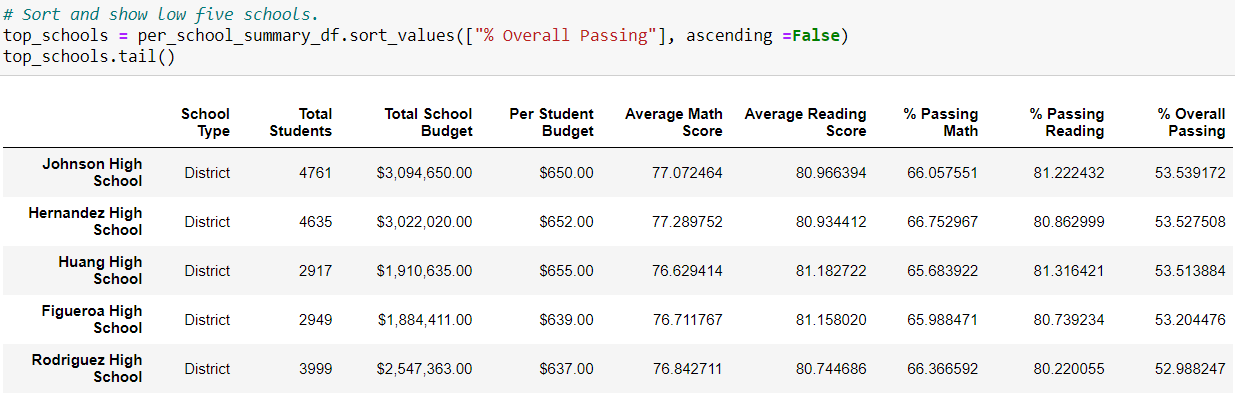 # Sort and show low five schools.
top_schools = per_school_summary_df.sort_values(["% Overall Passing"], ascending =False)
top_schools.tail()
School Type Total Students Total School Budget Per Student Budget Average Math Score Average Reading Score % Passing Math % Passing Reading % Overall Passing
Johnson High School District 4761 $3,094,650.00 $650.00 77.072464 80.966394 66.057551 81.222432 53.539172
Hernandez High School District 4635 $3,022,020.00 $652.00 77.289752 80.934412 66.752967 80.862999 53.527508
Huang High School District 2917 $1,910,635.00 $655.00 76.629414 81.182722 65.683922 81.316421 53.513884
Figueroa High School District 2949 $1,884,411.00 $639.00 76.711767 81.158020 65.988471 80.739234 53.204476
Rodriguez High School District 3999 $2,547,363.00 $637.00 76.842711 80.744686 66.366592 80.220055 52.988247